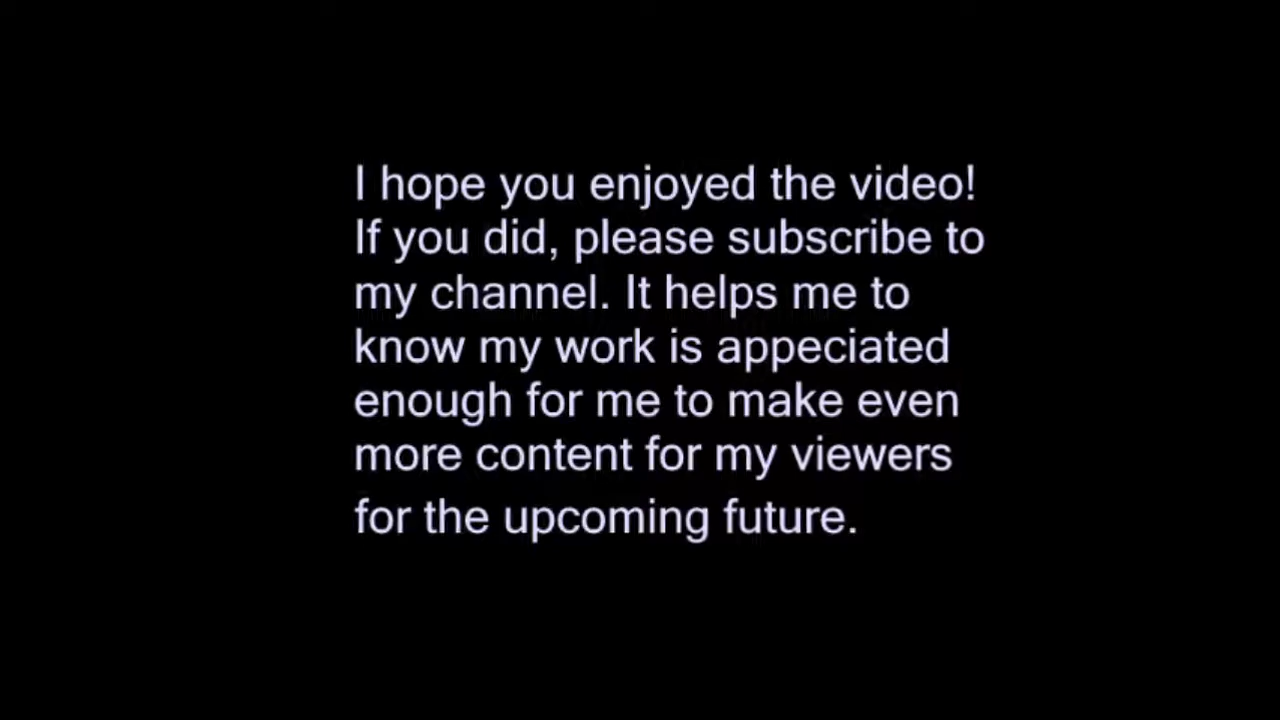 I hope you enjoyed the video!
If you did, please subscribe to
my channel. It helps me to
know my work is appeciated
enough for me to make even
more content for my viewers
for the upcoming future.